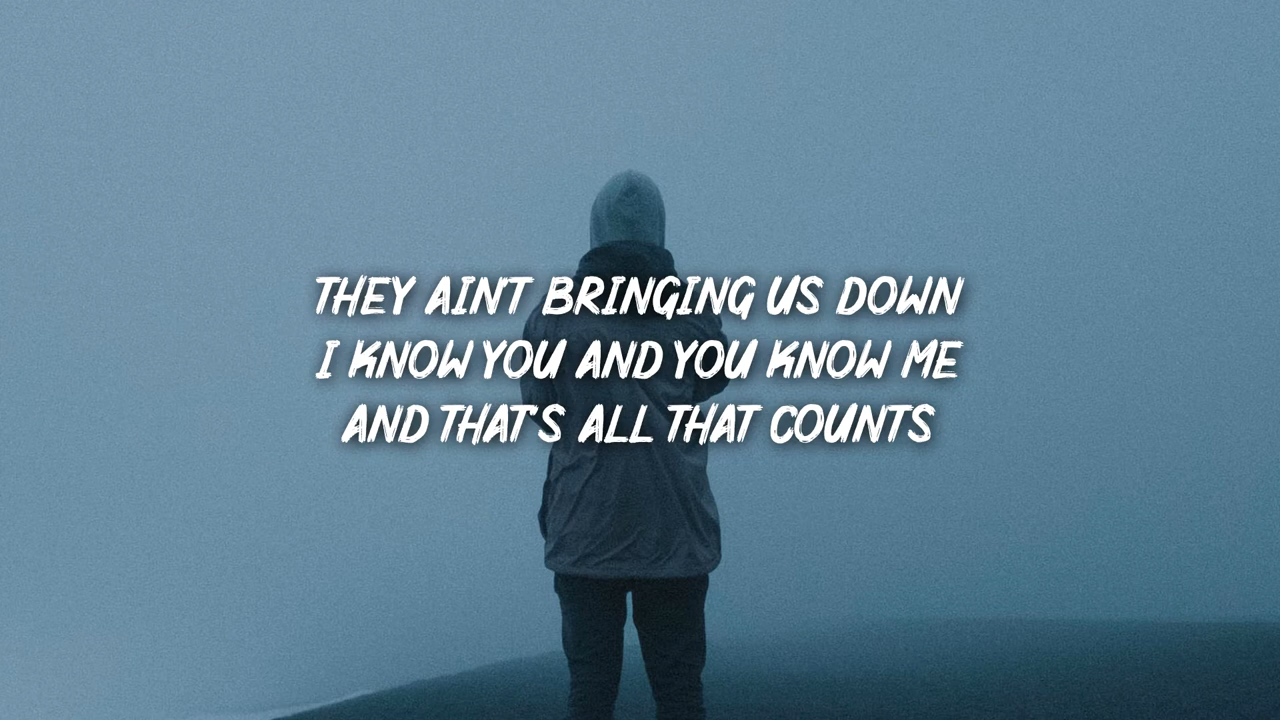 THEY AINT BRINGING US DOWN
I KNOW YOU AND YOU KNOW ME
AND THAT'S ALL THAT COUNTS